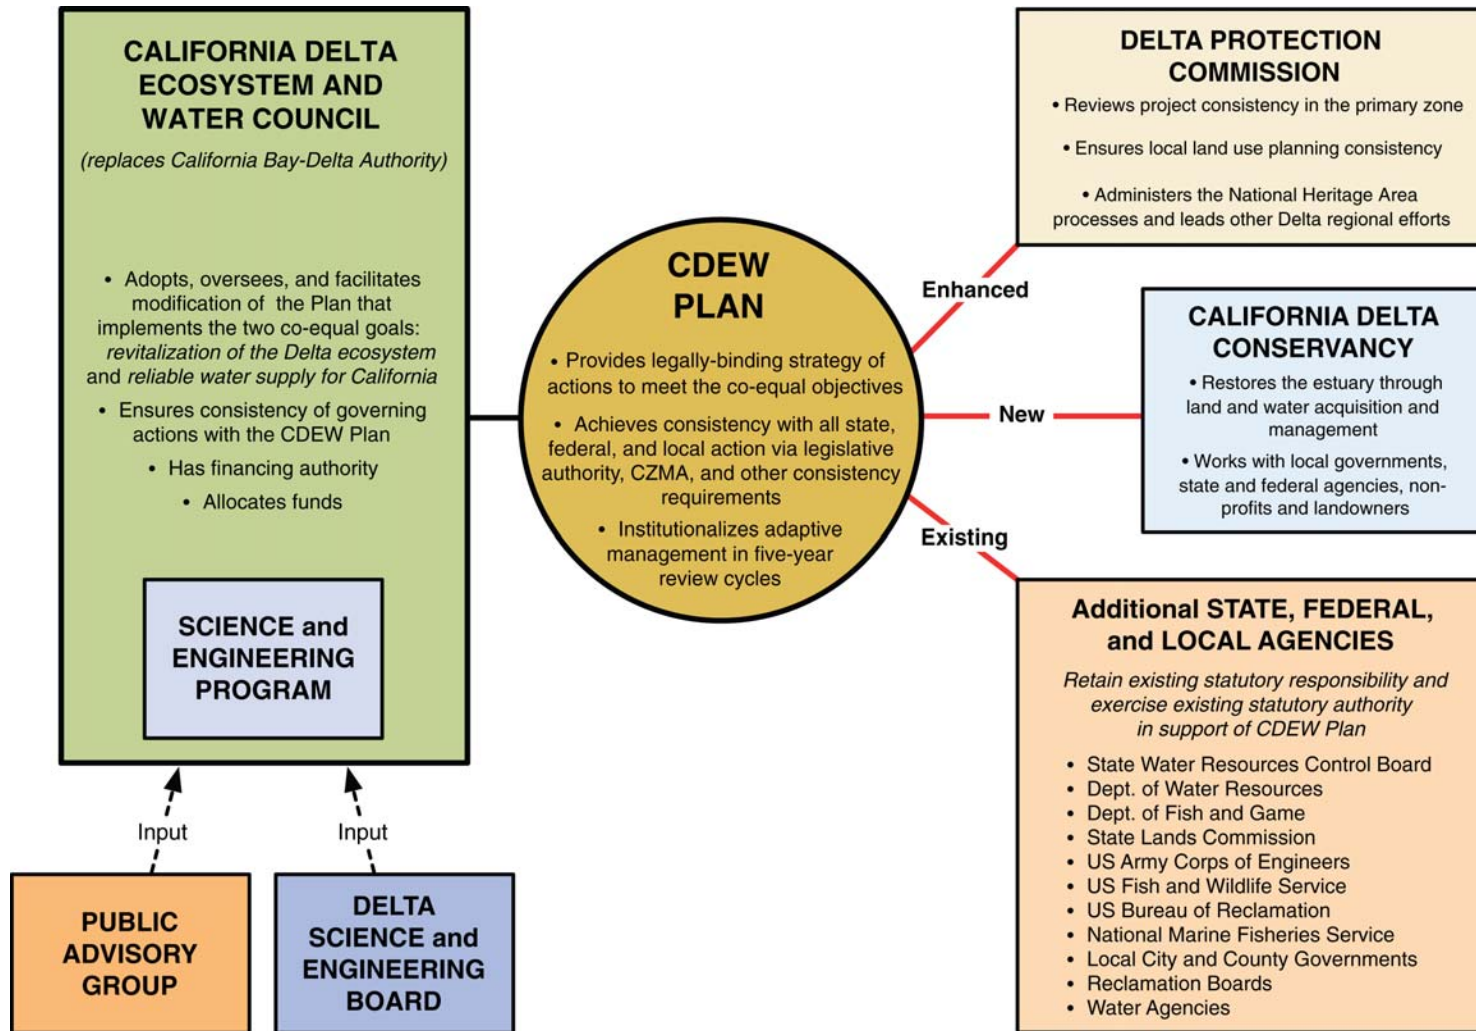 CALIFORNIA DELTA
ECOSYSTEM AND
WATER COUNCIL
(replaces California Bay-Delta Authority)
• Adopts, oversees, and facilitates
modification of the Plan that
implements the two co-equal goals:
revitalization of the Delta ecosystem
and reliable water supply for California
• Ensures consistency of governing
actions with the CDEW Plan
• Has financing authority
• Allocates funds
SCIENCE and
ENGINEERING
PROGRAM
Input
Input
PUBLIC
ADVISORY
GROUP
DELTA
SCIENCE and
ENGINEERING
BOARD
CDEW
PLAN
• Provides legally-binding strategy of
actions to meet the co-equal objectives
• Achieves consistency with all state,
federal, and local action via legislative
authority, CZMA, and other consistency
requirements
• Institutionalizes adaptive
management in five-year
review cycles
Enhanced
New
Existing
DELTA PROTECTION
COMMISSION
• Reviews project consistency in the primary zone
• Ensures local land use planning consistency
• Administers the National Heritage Area
processes and leads other Delta regional efforts
CALIFORNIA DELTA
CONSERVANCY
• Restores the estuary through
land and water acquisition and
management
• Works with local governments,
state and federal agencies, non-
profits and landowners
Additional STATE, FEDERAL,
and LOCAL AGENCIES
Retain existing statutory responsibility and
exercise existing statutory authority
in support of CDEW Plan
• State Water Resources Control Board
• Dept. of Water Resources
• Dept. of Fish and Game
• State Lands Commission
• US Army Corps of Engineers
• US Fish and Wildlife Service
• US Bureau of Reclamation
• National Marine Fisheries Service
• Local City and County Governments
• Reclamation Boards
• Water Agencies